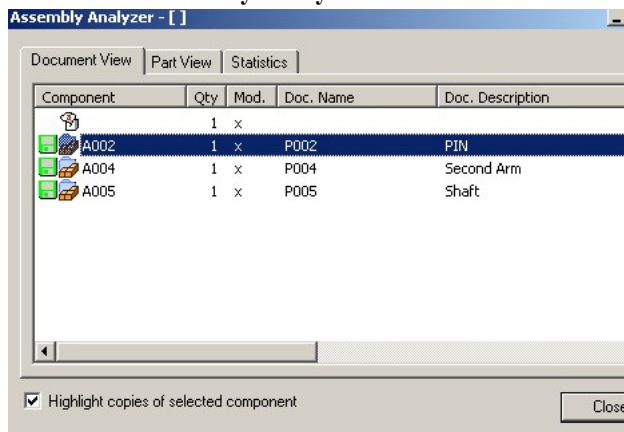 Assembly Analyzer - [ ]
Document View Part View Statistics
Component Qty Mod. Doc. Name Doc. Description
1 x
A002 1 x P002 PIN
A004 1 x P004 Second Arm
A005 1 x P005 Shaft
Highlight copies of selected component
Close